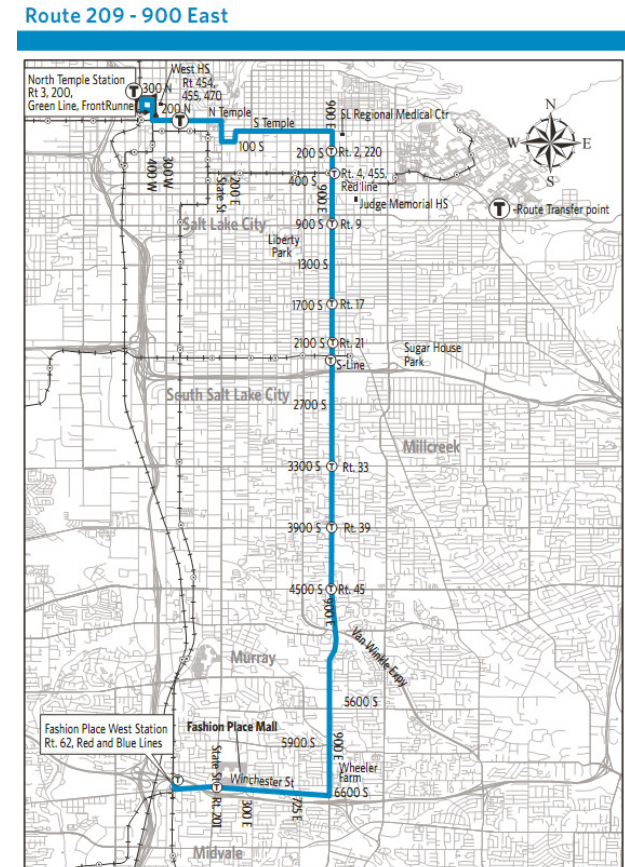 Route 209 - 900 East
North Temple Station
Rt 3, 200,
Green Line, FrontRunner
T
300 N
West HS
Rt 454,
455, 470
200 N
T
N Temple
S Temple
100 S
900 E
SL Regional Medical Ctr
N
W
E
S
400 W
300 W
200 E
State St
200 S
T
Rt. 2, 220
400 S
T
Rt. 4, 455,
Red line
900 E
Judge Memorial HS
T
-Route Transfer point
Salt Lake City
900 S
T
Rt. 9
Liberty
Park
1300 S
1700 S
T
Rt. 17
2100 S
T
Rt. 21
T
S-Line
Sugar House
Park
South Salt Lake City
2700 S
Millcreek
3300 S
T
Rt. 33
3900 S
T
Rt. 39
4500 S
T
Rt. 45
900 E
Van Winkle Expy
Murray
5600 S
Fashion Place West Station
Rt. 62, Red and Blue Lines
Fashion Place Mall
5900 S
900 E
T
State St
T
Rt. 201
Winchester St
300 E
725 E
Wheeler
Farm
6600 S
Midvale